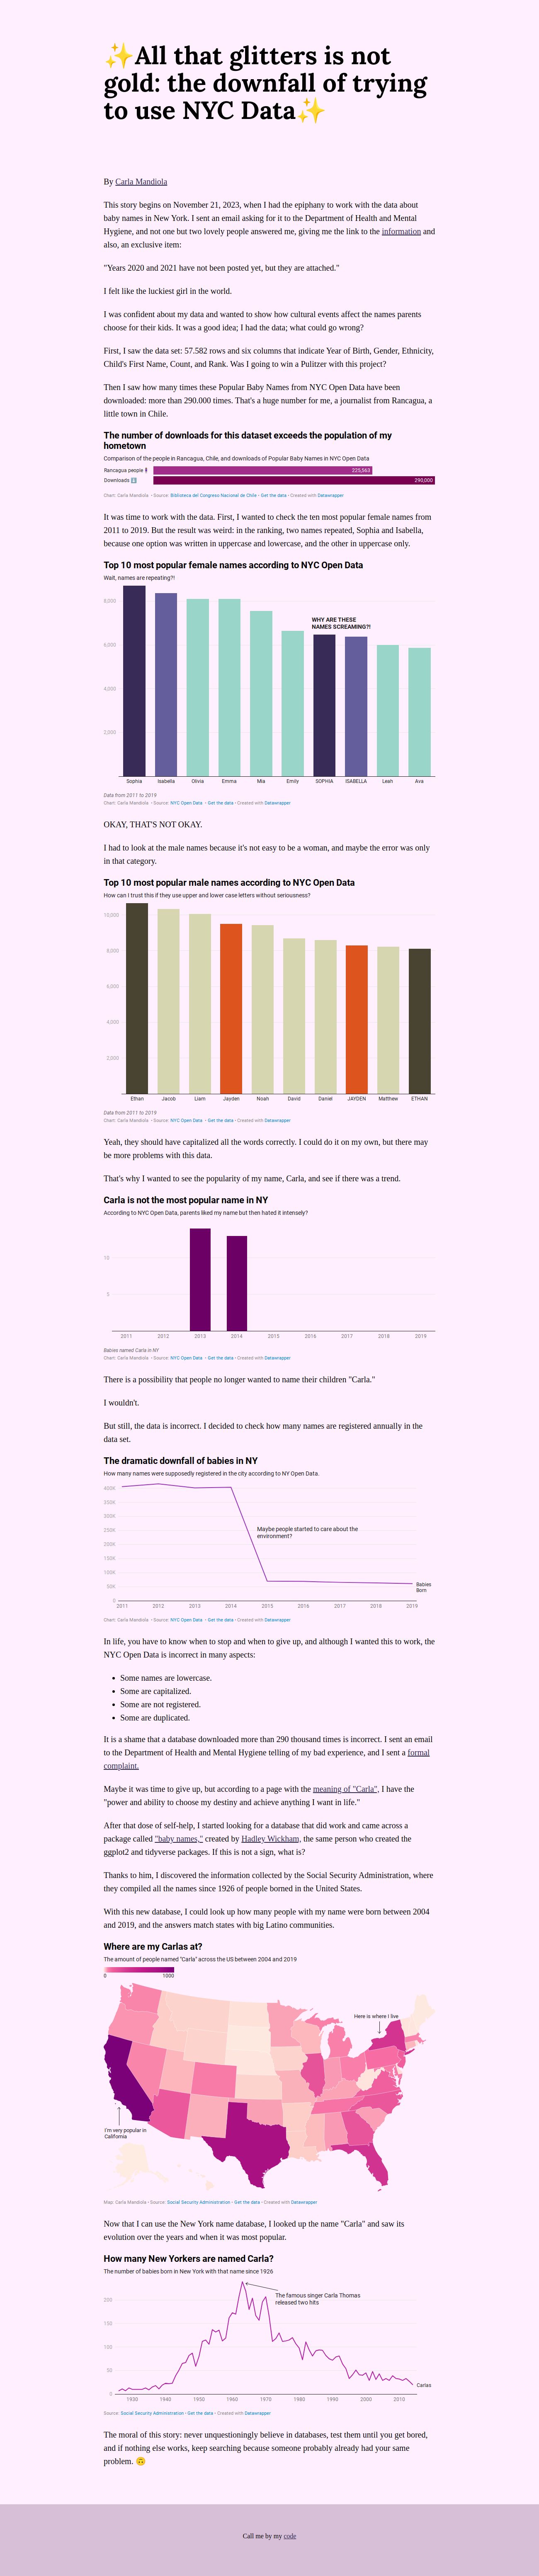 ✨All that glitters is not
gold: the downfall of trying
to use NYC Data✨
By Carla Mandiola
This story begins on November 21, 2023, when I had the epiphany to work with the data about
baby names in New York. I sent an email asking for it to the Department of Health and Mental
Hygiene, and not one but two lovely people answered me, giving me the link to the information and
also, an exclusive item:
"Years 2020 and 2021 have not been posted yet, but they are attached."
I felt like the luckiest girl in the world.
I was confident about my data and wanted to show how cultural events affect the names parents
choose for their kids. It was a good idea; I had the data; what could go wrong?
First, I saw the data set: 57.582 rows and six columns that indicate Year of Birth, Gender, Ethnicity,
Child's First Name, Count, and Rank. Was I going to win a Pulitzer with this project?
Then I saw how many times these Popular Baby Names from NYC Open Data have been
downloaded: more than 290.000 times. That's a huge number for me, a journalist from Rancagua, a
little town in Chile.
The number of downloads for this dataset exceeds the population of my
hometown
Comparison of the people in Rancagua, Chile, and downloads of Popular Baby Names in NYC Open Data
Rancagua people 225,563
Downloads ⬇️ 290,000
Chart: Carla Mandiola • Source: Biblioteca del Congreso Nacional de Chile • Get the data • Created with Datawrapper
It was time to work with the data. First, I wanted to check the ten most popular female names from
2011 to 2019. But the result was weird: in the ranking, two names repeated, Sophia and Isabella,
because one option was written in uppercase and lowercase, and the other in uppercase only.
Top 10 most popular female names according to NYC Open Data
Wait, names are repeating?!
8,000
WHY ARE THESE
NAMES SCREAMING?!
6,000
4,000
2,000
Sophia Isabella Olivia Emma Mia Emily SOPHIA ISABELLA Leah Ava
Data from 2011 to 2019
Chart: Carla Mandiola • Source: NYC Open Data • Get the data • Created with Datawrapper
OKAY, THAT'S NOT OKAY.
I had to look at the male names because it's not easy to be a woman, and maybe the error was only
in that category.
Top 10 most popular male names according to NYC Open Data
How can I trust this if they use upper and lower case letters without seriousness?
10,000
8,000
6,000
4,000
2,000
Ethan Jacob Liam Jayden Noah David Daniel JAYDEN Matthew ETHAN
Data from 2011 to 2019
Chart: Carla Mandiola • Source: NYC Open Data • Get the data • Created with Datawrapper
Yeah, they should have capitalized all the words correctly. I could do it on my own, but there may
be more problems with this data.
That's why I wanted to see the popularity of my name, Carla, and see if there was a trend.
Carla is not the most popular name in NY
According to NYC Open Data, parents liked my name but then hated it intensely?
10
5
2011 2012 2013 2014 2015 2016 2017 2018 2019
Babies named Carla in NY
Chart: Carla Mandiola • Source: NYC Open Data • Get the data • Created with Datawrapper
There is a possibility that people no longer wanted to name their children "Carla."
I wouldn't.
But still, the data is incorrect. I decided to check how many names are registered annually in the
data set.
The dramatic downfall of babies in NY
How many names were supposedly registered in the city according to NY Open Data.
400K
350K
300K
250K
Maybe people started to care about the
environment?
200K
150K
100K
50K
Babies
Born
0
2011 2012 2013 2014 2015 2016 2017 2018 2019
Chart: Carla Mandiola • Source: NYC Open Data • Get the data • Created with Datawrapper
In life, you have to know when to stop and when to give up, and although I wanted this to work, the
NYC Open Data is incorrect in many aspects:
• Some names are lowercase.
• Some are capitalized.
• Some are not registered.
• Some are duplicated.
It is a shame that a database downloaded more than 290 thousand times is incorrect. I sent an email
to the Department of Health and Mental Hygiene telling of my bad experience, and I sent a formal
complaint.
Maybe it was time to give up, but according to a page with the meaning of "Carla", I have the
"power and ability to choose my destiny and achieve anything I want in life."
After that dose of self-help, I started looking for a database that did work and came across a
package called "baby names," created by Hadley Wickham, the same person who created the
ggplot2 and tidyverse packages. If this is not a sign, what is?
Thanks to him, I discovered the information collected by the Social Security Administration, where
they compiled all the names since 1926 of people borned in the United States.
With this new database, I could look up how many people with my name were born between 2004
and 2019, and the answers match states with big Latino communities.
Where are my Carlas at?
The amount of people named "Carla" across the US between 2004 and 2019
0 1000
Here is where I live
I'm very popular in
California
Map: Carla Mandiola • Source: Social Security Administration • Get the data • Created with Datawrapper
Now that I can use the New York name database, I looked up the name "Carla" and saw its
evolution over the years and when it was most popular.
How many New Yorkers are named Carla?
The number of babies born in New York with that name since 1926
The famous singer Carla Thomas
released two hits
200
150
100
50
Carlas
0
1930 1940 1950 1960 1970 1980 1990 2000 2010
Source: Social Security Administration • Get the data • Created with Datawrapper
The moral of this story: never unquestioningly believe in databases, test them until you get bored,
and if nothing else works, keep searching because someone probably already had your same
problem. 🙃
Call me by my code